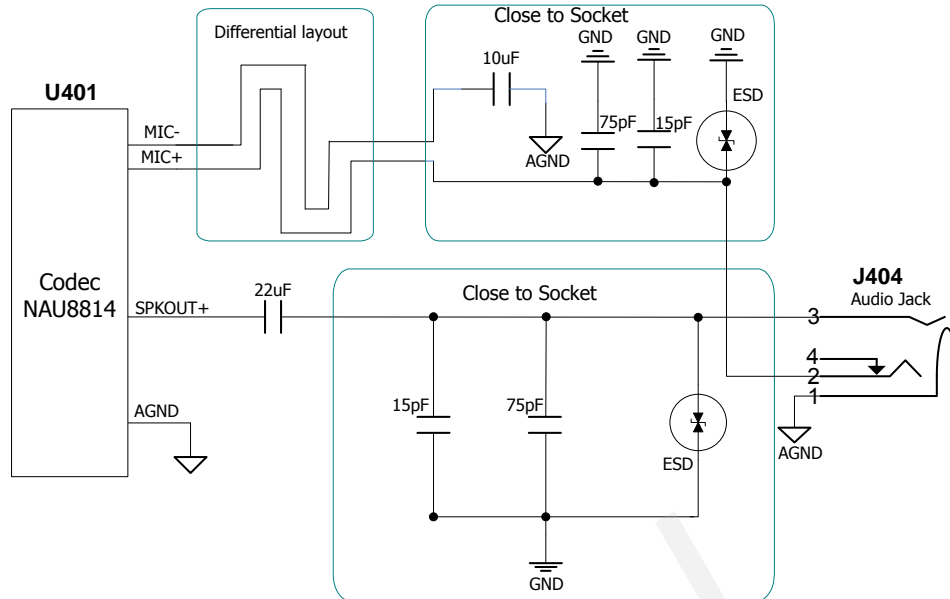 Differential layout
Close to Socket
GND
GND
GND
10uF
ESD
U401
75pF
15pF
MIC-
MIC+
AGND
Codec
NAU8814
SPKOUT+
22uF
Close to Socket
J404
Audio Jack
3
4
2
1
15pF
75pF
AGND
ESD
AGND
GND